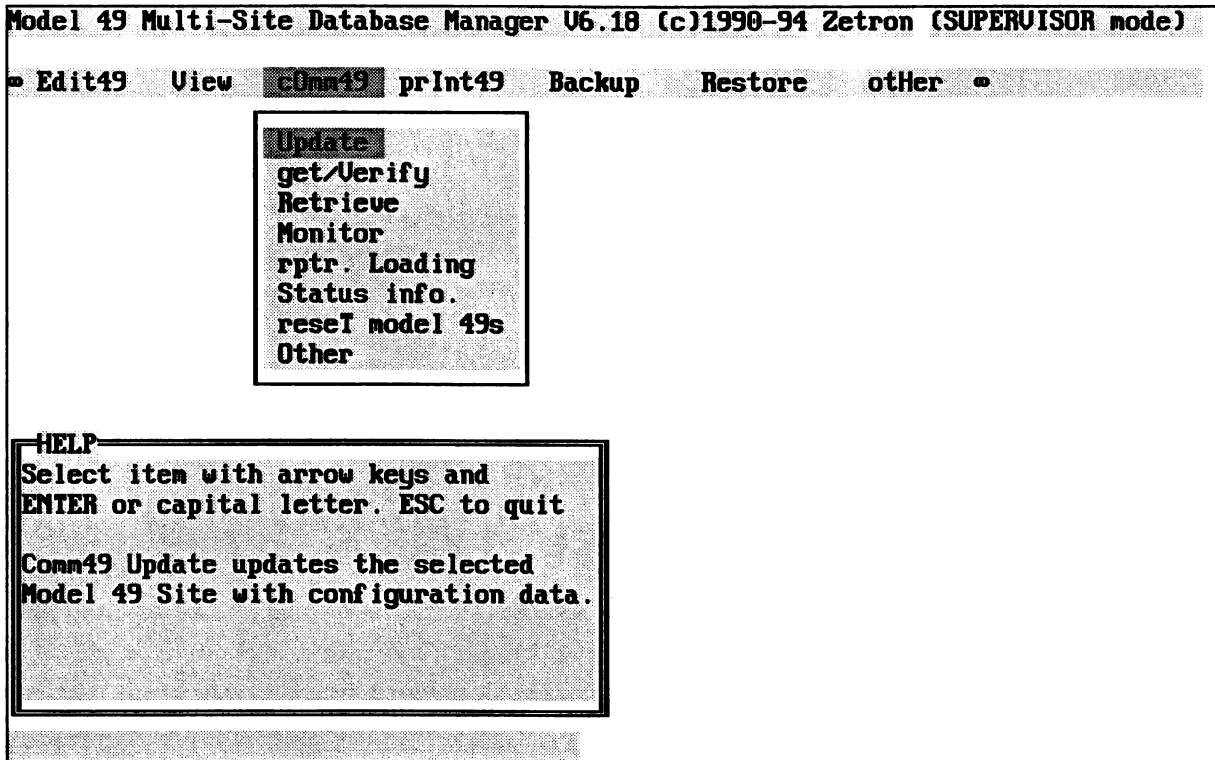 Model 49 Multi-Site Database Manager V6.18 (c)1990-94 Zetron (SUPERVISOR mode)
∞ Edit49 View cOmm49 prInt49 Backup Restore otHer ∞
Update
get/Verify
Retrieve
Monitor
rptr. Loading
Status info.
reseT model 49s
Other
HELP
Select item with arrow keys and
ENTER or capital letter. ESC to quit
Comm49 Update updates the selected
Model 49 Site with configuration data.